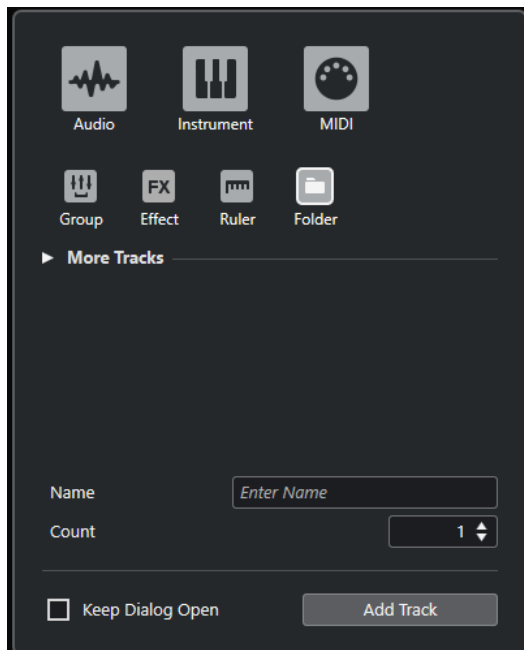 Audio Instrument MIDI
FX
Group Effect Ruler Folder
More Tracks
Name Enter Name
Count 1
Keep Dialog Open Add Track